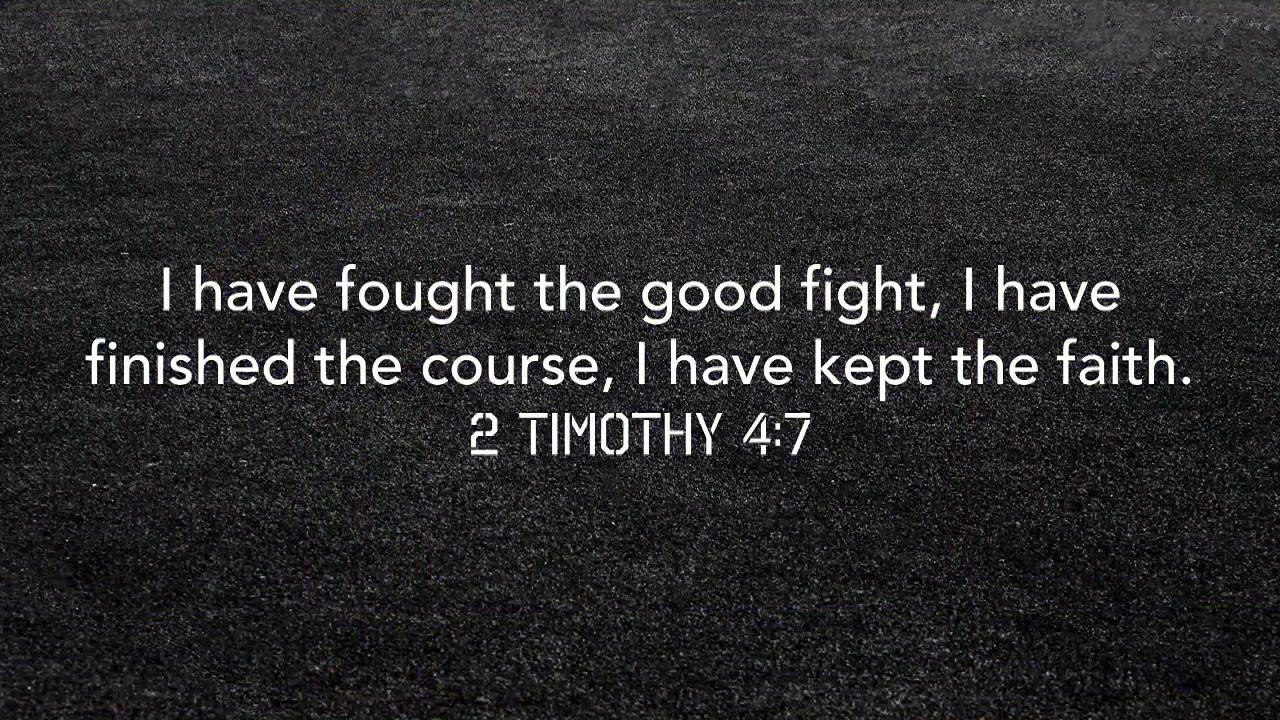 I have fought the good fight, I have
finished the course, I have kept the faith.
2 TIMOTHY 4:7